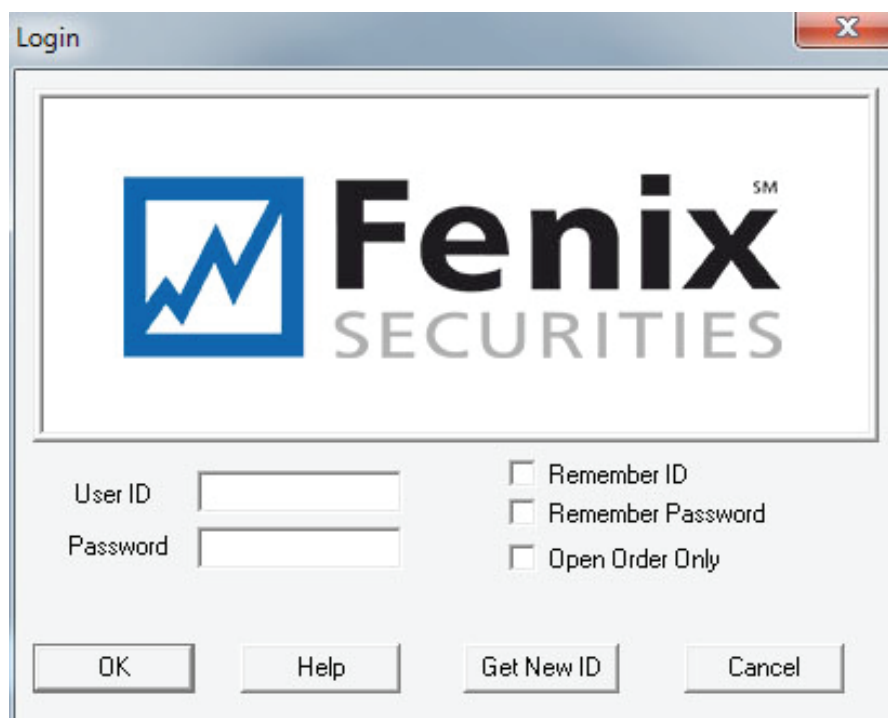 Login
X
Fenix SM
SECURITIES
User ID
Remember ID
Remember Password
Password
Open Order Only
OK Help Get New ID Cancel